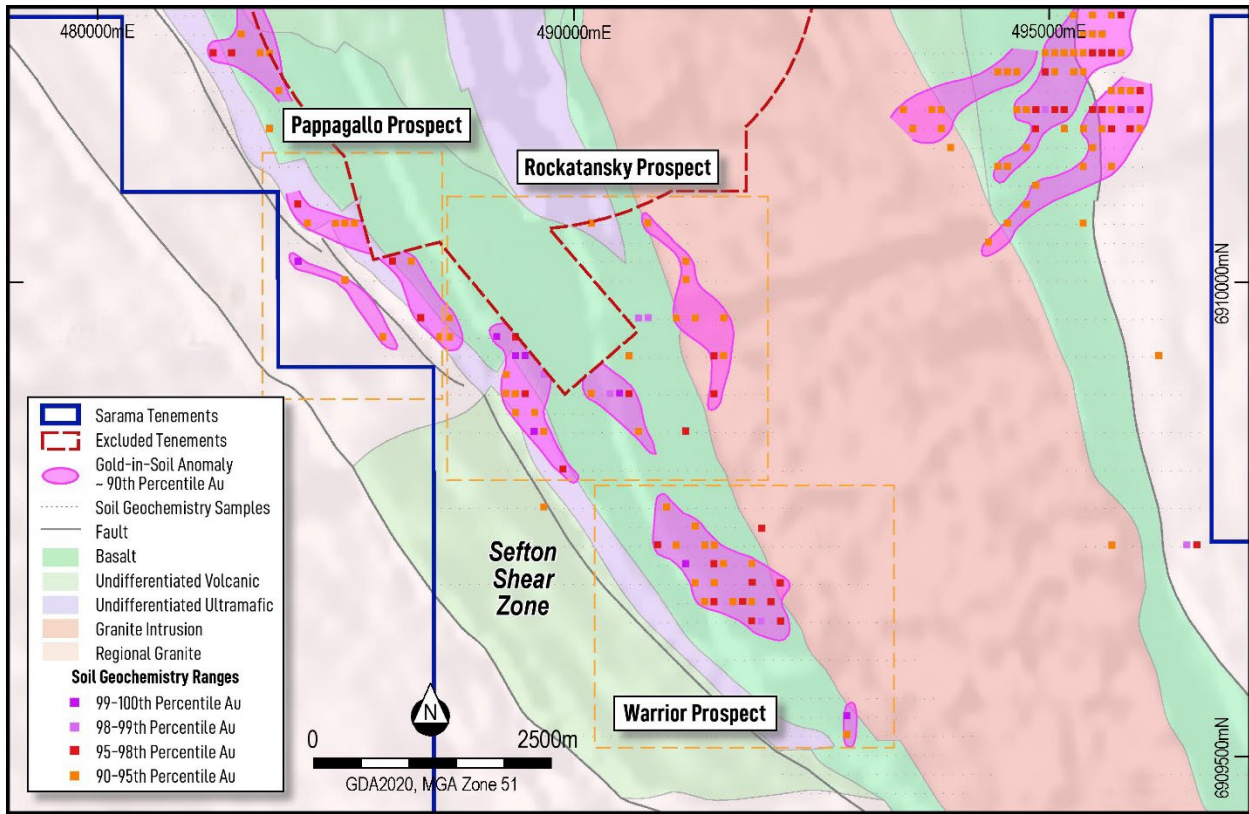 480000mE
490000mE
495000mE
Pappagallo Prospect
Rockatansky Prospect
6910000mN
Sarama Tenements
Excluded Tenements
Gold-in-Soil Anomaly
~ 90th Percentile Au
Soil Geochemistry Samples
Fault
Basalt
Undifferentiated Volcanic
Undifferentiated Ultramafic
Granite Intrusion
Regional Granite
Soil Geochemistry Ranges
99-100th Percentile Au
98-99th Percentile Au
95-98th Percentile Au
90-95th Percentile Au
Sefton
Shear
Zone
Warrior Prospect
N
0 2500m
GDA2020, MGA Zone 51
6909500mN